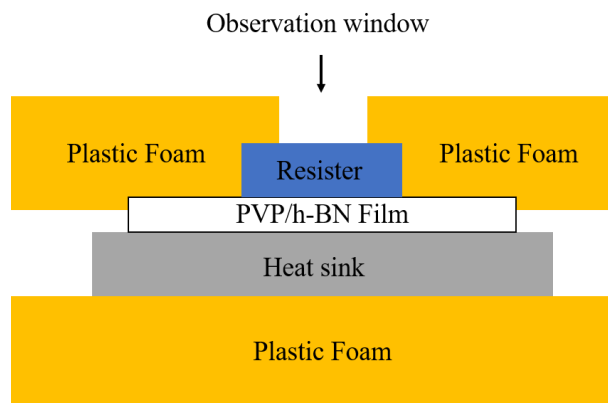 Observation window
Plastic Foam
Plastic Foam
Resister
PVP/h-BN Film
Heat sink
Plastic Foam